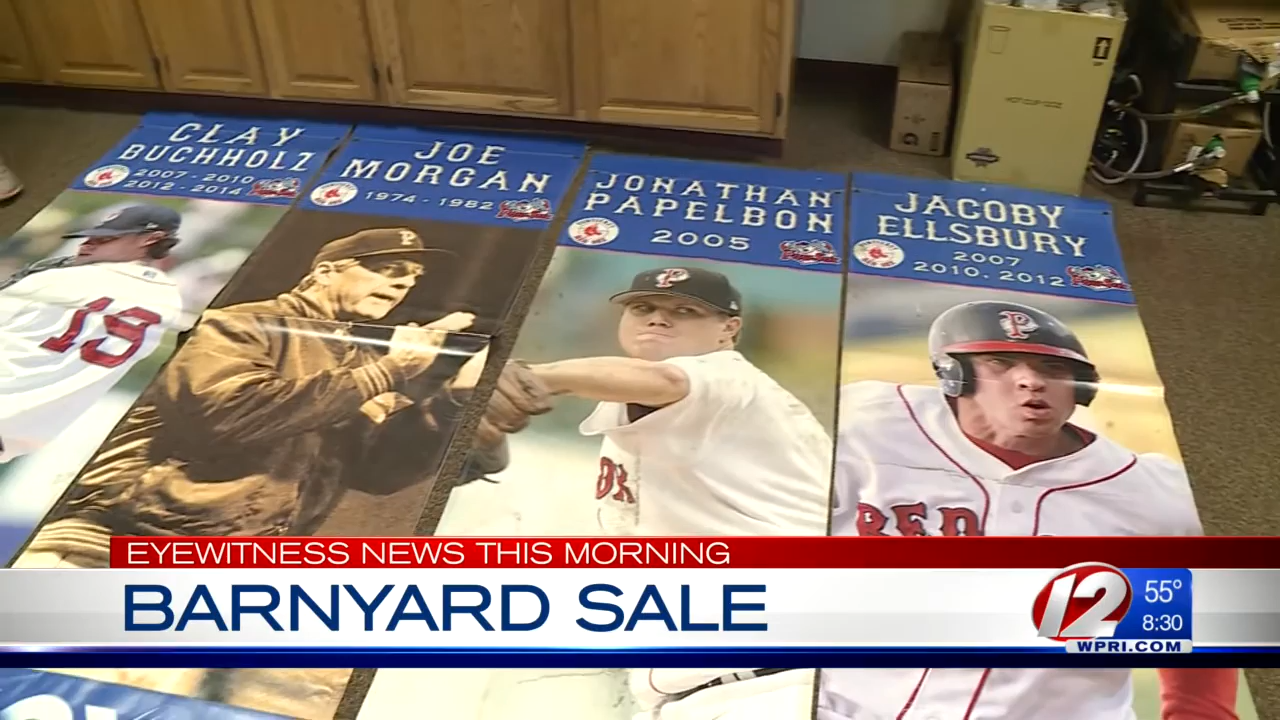 CLAY
BUCHHOLZ
2007 - 2010
2012 - 2014
19
JOE
MORGAN
1974 - 1982
P
JONATHAN
PAPELBON
2005
P
JACOBY
ELLSBURY
2007
2010, 2012
P
RED
EYEWITNESS NEWS THIS MORNING
BARNYARD SALE
12
55°
8:30
WPRI.COM